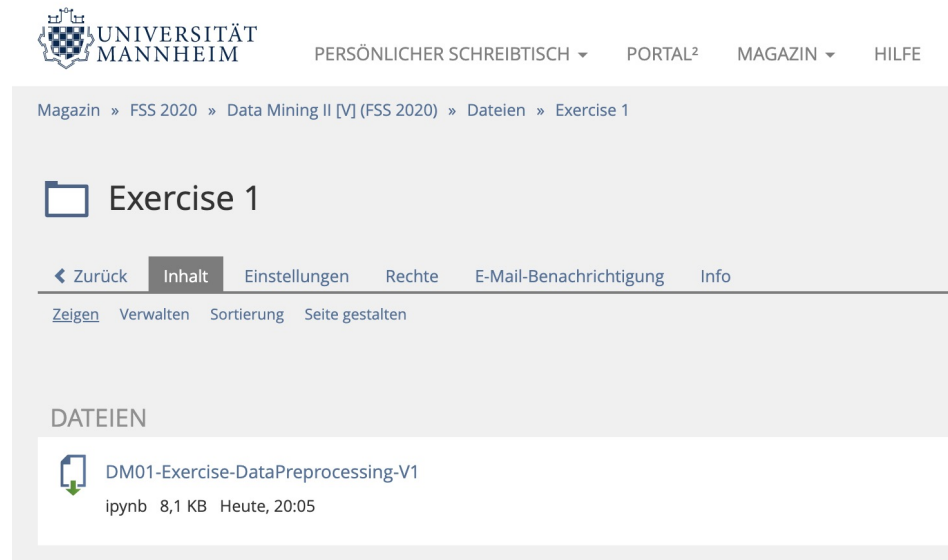 UNIVERSITÄT
MANNHEIM
PERSÖNLICHER SCHREIBTISCH PORTAL² MAGAZIN HILFE
Magazin » FSS 2020 » Data Mining II [V] (FSS 2020) » Dateien » Exercise 1
Exercise 1
Zurück Inhalt Einstellungen Rechte E-Mail-Benachrichtigung Info
Zeigen Verwalten Sortierung Seite gestalten
DATEIEN
DM01-Exercise-DataPreprocessing-V1
ipynb 8,1 KB Heute, 20:05